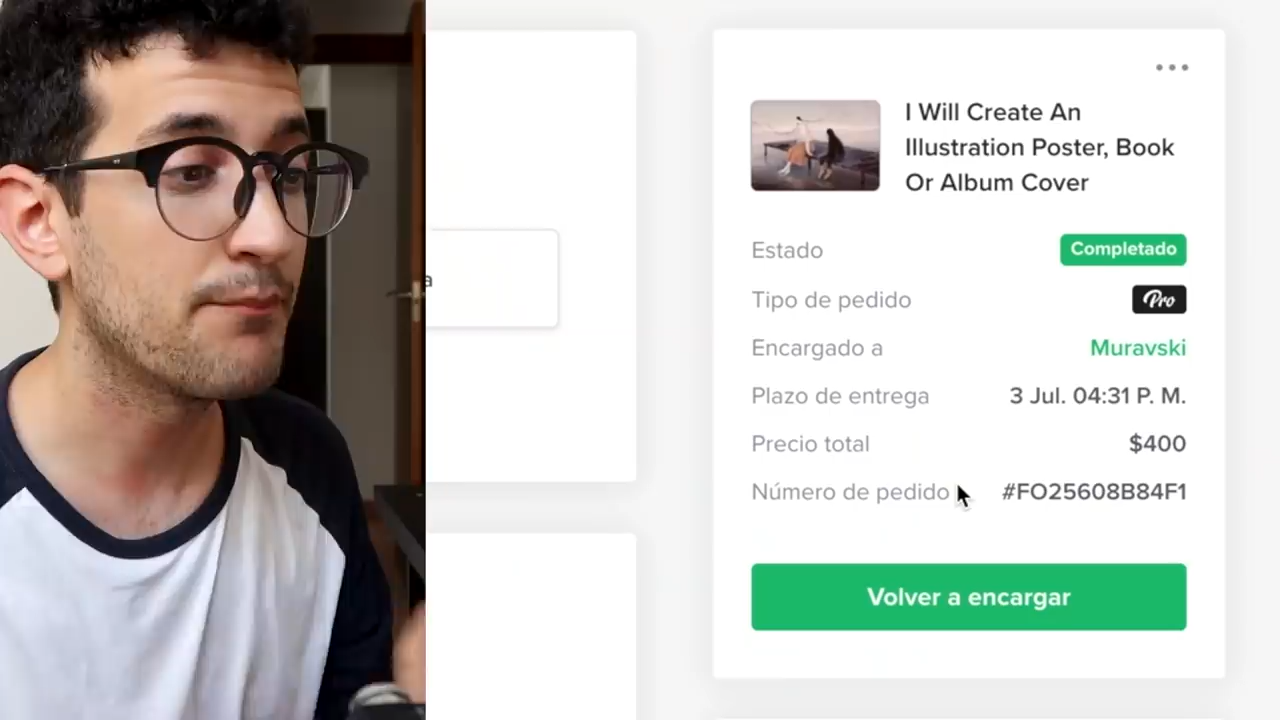 a
I Will Create An
Illustration Poster, Book
Or Album Cover
Estado Completado
Tipo de pedido Pro
Encargado a Muravski
Plazo de entrega 3 Jul. 04:31 P. M.
Precio total $400
Número de pedido #FO25608B84F1
Volver a encargar